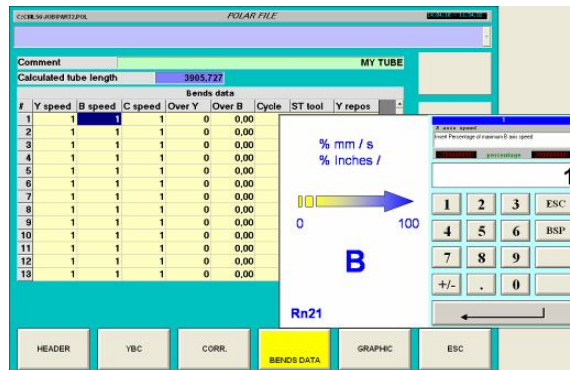 C:\CML50\JOB\PART2.POL POLAR FILE
Comment MY TUBE
Calculated tube length 3905,727
Bends data
# Y speed B speed C speed Over Y Over B Cycle ST tool Y repos
1 1 1 1 0 0,00
2 1 1 1 0 0,00
3 1 1 1 0 0,00
4 1 1 1 0 0,00
5 1 1 1 0 0,00
6 1 1 1 0 0,00
7 1 1 1 0 0,00
8 1 1 1 0 0,00
9 1 1 1 0 0,00
10 1 1 1 0 0,00
11 1 1 1 0 0,00
12 1 1 1 0 0,00
13 1 1 1 0 0,00
% mm / s
% Inches /
0 100
B
Rn21
X axis speed
Insert Percentage of maximum B axis speed
percentage
1
1 2 3 ESC
4 5 6 BSP
7 8 9
+/- . 0
HEADER YBC CORR. BENDS DATA GRAPHIC ESC